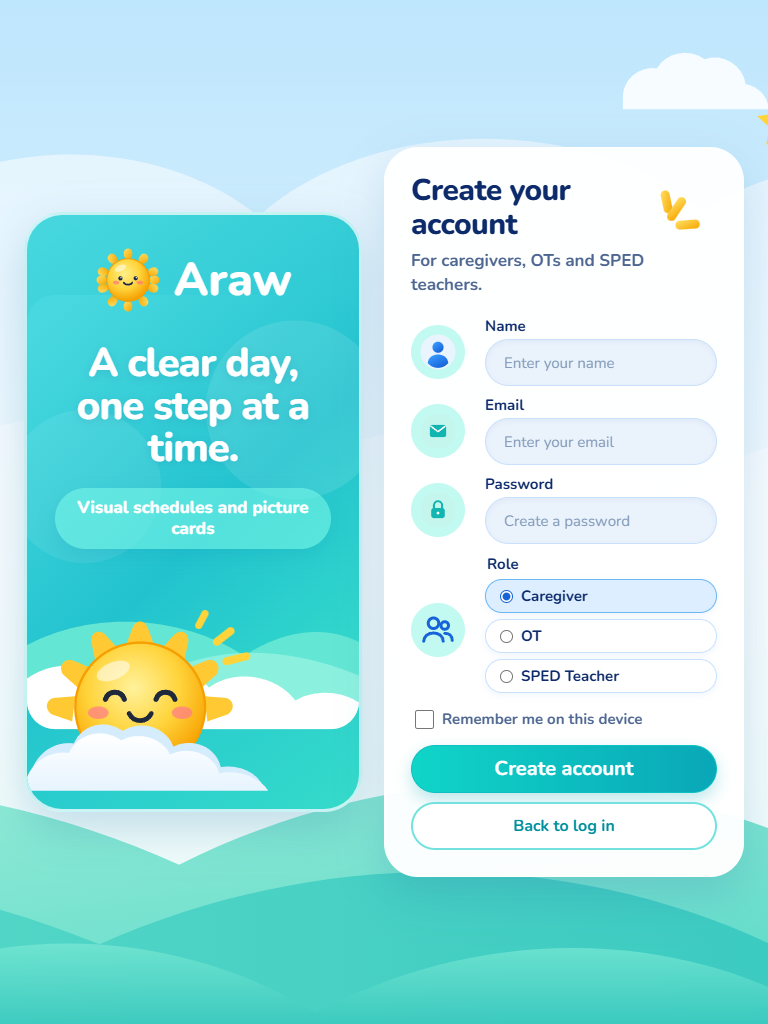 Araw
A clear day,
one step at a
time.
Visual schedules and picture
cards
Create your
account
For caregivers, OTs and SPED
teachers.
Name
Enter your name
Email
Enter your email
Password
Create a password
Role
Caregiver
OT
SPED Teacher
Remember me on this device
Create account
Back to log in